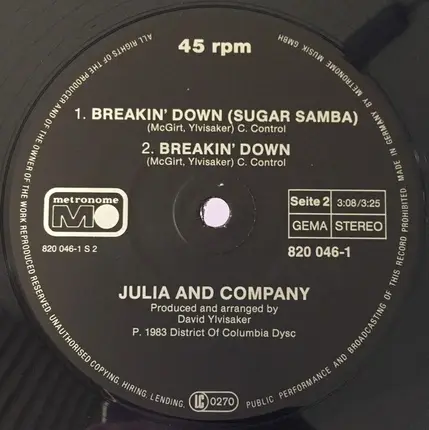 45 rpm
1. BREAKIN' DOWN (SUGAR SAMBA)
(McGirt, Ylvisaker) C. Control
2. BREAKIN' DOWN
(McGirt, Ylvisaker) C. Control
metronome
M
820 046-1 S 2
Seite 2 3:08/3:25
GEMA STEREO
820 046-1
JULIA AND COMPANY
Produced and arranged by
David Ylvisaker
P. 1983 District Of Columbia Dysc
LC 0270
ALL RIGHTS OF THE PRODUCER AND OF THE OWNER OF THE WORK REPRODUCED RESERVED. UNAUTHORISED COPYING, HIRING, LENDING, PUBLIC PERFORMANCE AND BROADCASTING OF THIS RECORD PROHIBITED. MADE IN GERMANY BY METRONOME MUSIK GMBH